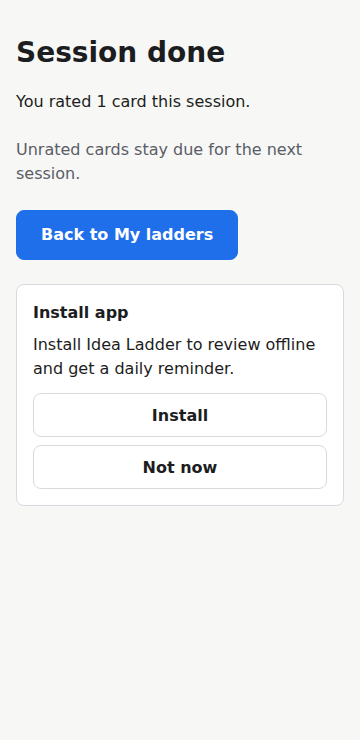 Session done
You rated 1 card this session.
Unrated cards stay due for the next
session.
Back to My ladders
Install app
Install Idea Ladder to review offline
and get a daily reminder.
Install
Not now